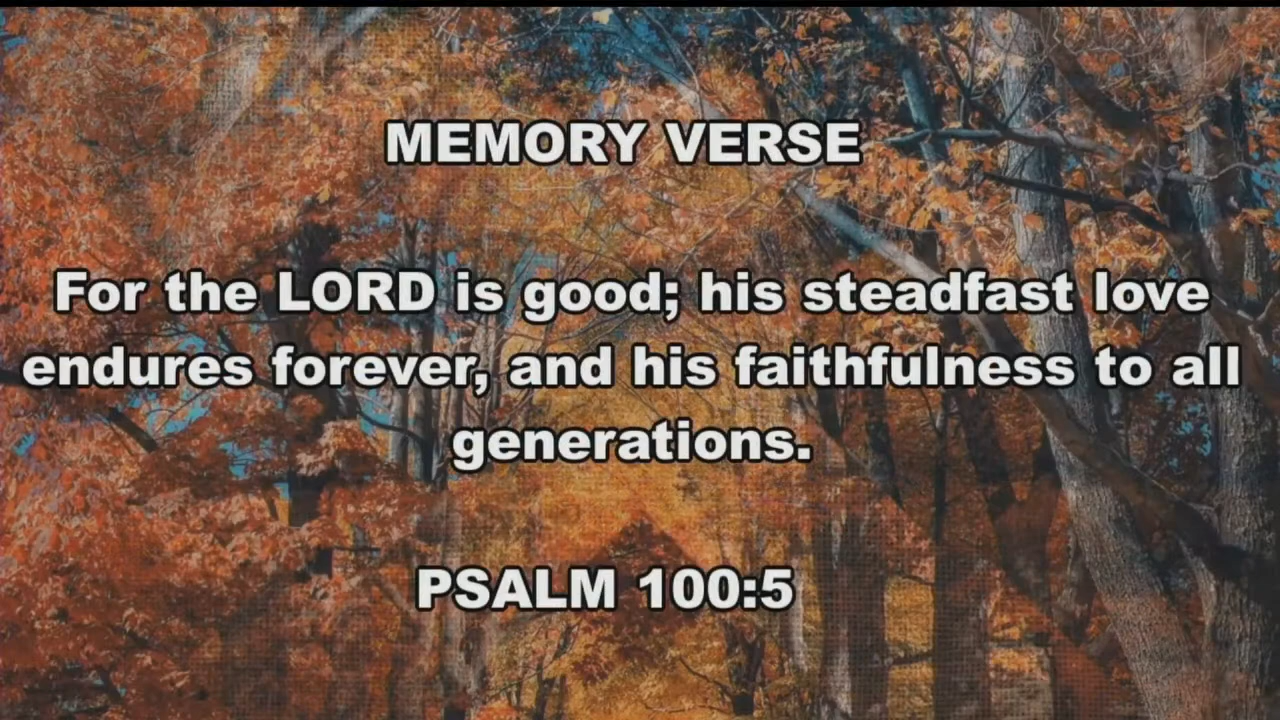 MEMORY VERSE
For the LORD is good; his steadfast love
endures forever, and his faithfulness to all
generations.
PSALM 100:5